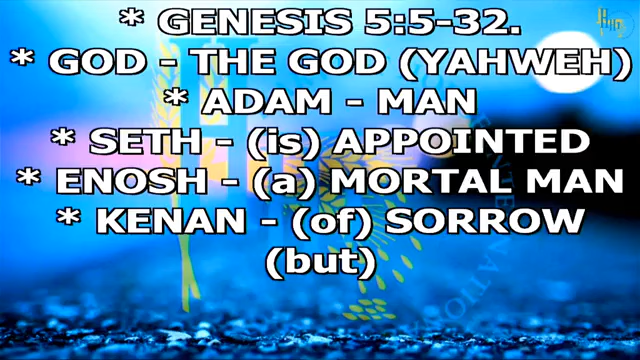 * GENESIS 5:5-32.
* GOD - THE GOD (YAHWEH)
* ADAM - MAN
* SETH - (is) APPOINTED
* ENOSH - (a) MORTAL MAN
* KENAN - (of) SORROW
(but)